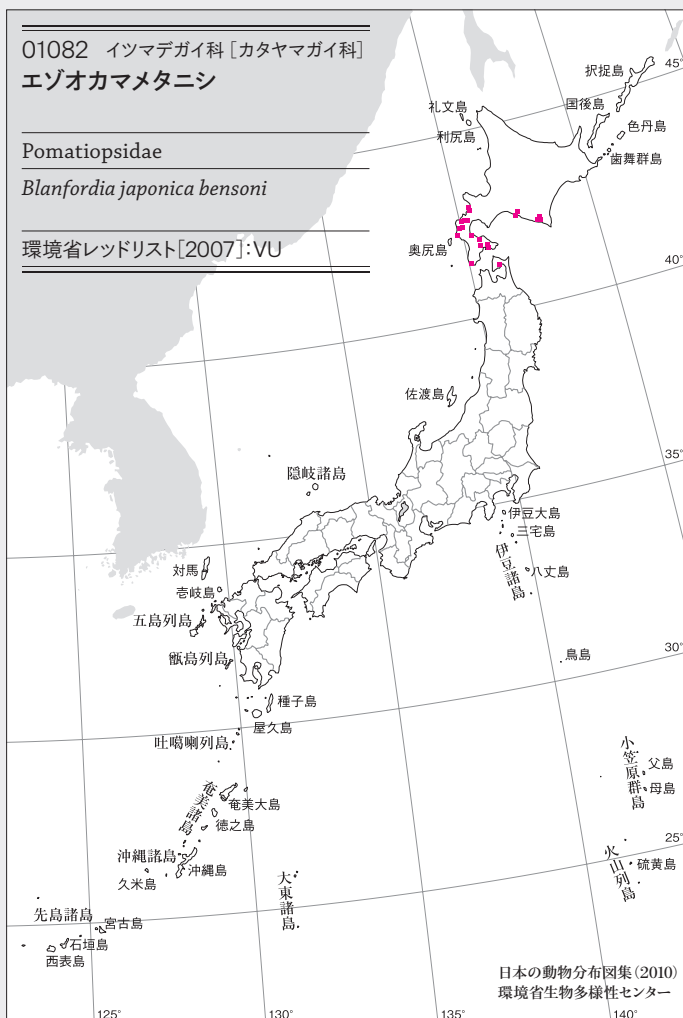 01082 イツマデガイ科[カタヤマガイ科]
エゾオカマメタニシ
Pomatiopsidae
Blanfordia japonica bensoni
環境省レッドリスト[2007]:VU
45°
択捉島
国後島
礼文島
色丹島
利尻島
歯舞群島
40°
奥尻島
佐渡島
35°
隠岐諸島
伊豆大島
三宅島
伊豆諸島
八丈島
対馬
壱岐島
五島列島
甑島列島
鳥島
30°
種子島
屋久島
吐噶喇列島
小笠原群島
父島
母島
奄美諸島
奄美大島
徳之島
沖縄諸島
沖縄島
久米島
大東諸島
25°
火山列島
硫黄島
先島諸島
宮古島
石垣島
西表島
日本の動物分布図集(2010)
環境省生物多様性センター
125°
130°
135°
140°